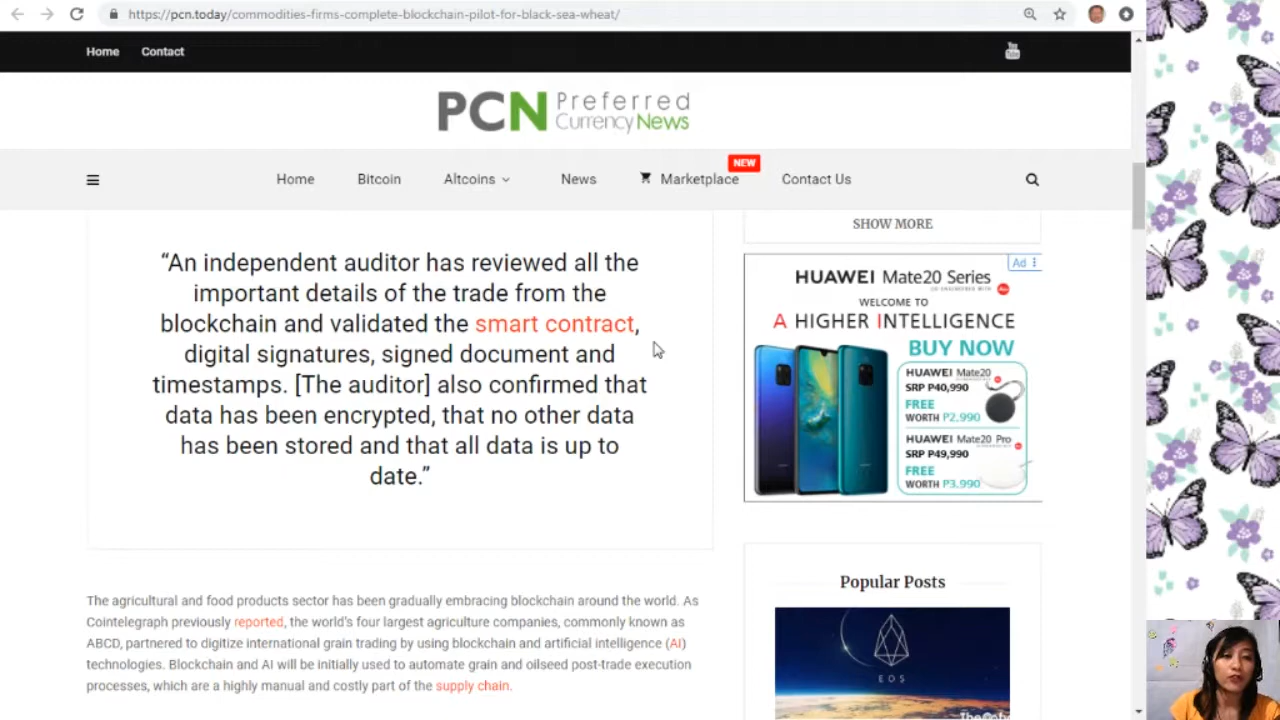 https://pcn.today/commodities-firms-complete-blockchain-pilot-for-black-sea-wheat/
Home Contact
You Tube
PCN Preferred Currency News
NEW
Home Bitcoin Altcoins News Marketplace Contact Us
“An independent auditor has reviewed all the
important details of the trade from the
blockchain and validated the smart contract,
digital signatures, signed document and
timestamps. [The auditor] also confirmed that
data has been encrypted, that no other data
has been stored and that all data is up to
date.”
The agricultural and food products sector has been gradually embracing blockchain around the world. As
Cointelegraph previously reported, the world's four largest agriculture companies, commonly known as
ABCD, partnered to digitize international grain trading by using blockchain and artificial intelligence (AI)
technologies. Blockchain and AI will be initially used to automate grain and oilseed post-trade execution
processes, which are a highly manual and costly part of the supply chain.
SHOW MORE
Ad
HUAWEI Mate20 Series
WELCOME TO
A HIGHER INTELLIGENCE
BUY NOW
HUAWEI Mate20
SRP P40,990
FREE
WORTH P2,990
HUAWEI Mate20 Pro
SRP P49,990
FREE
WORTH P3,990
Popular Posts
EOS